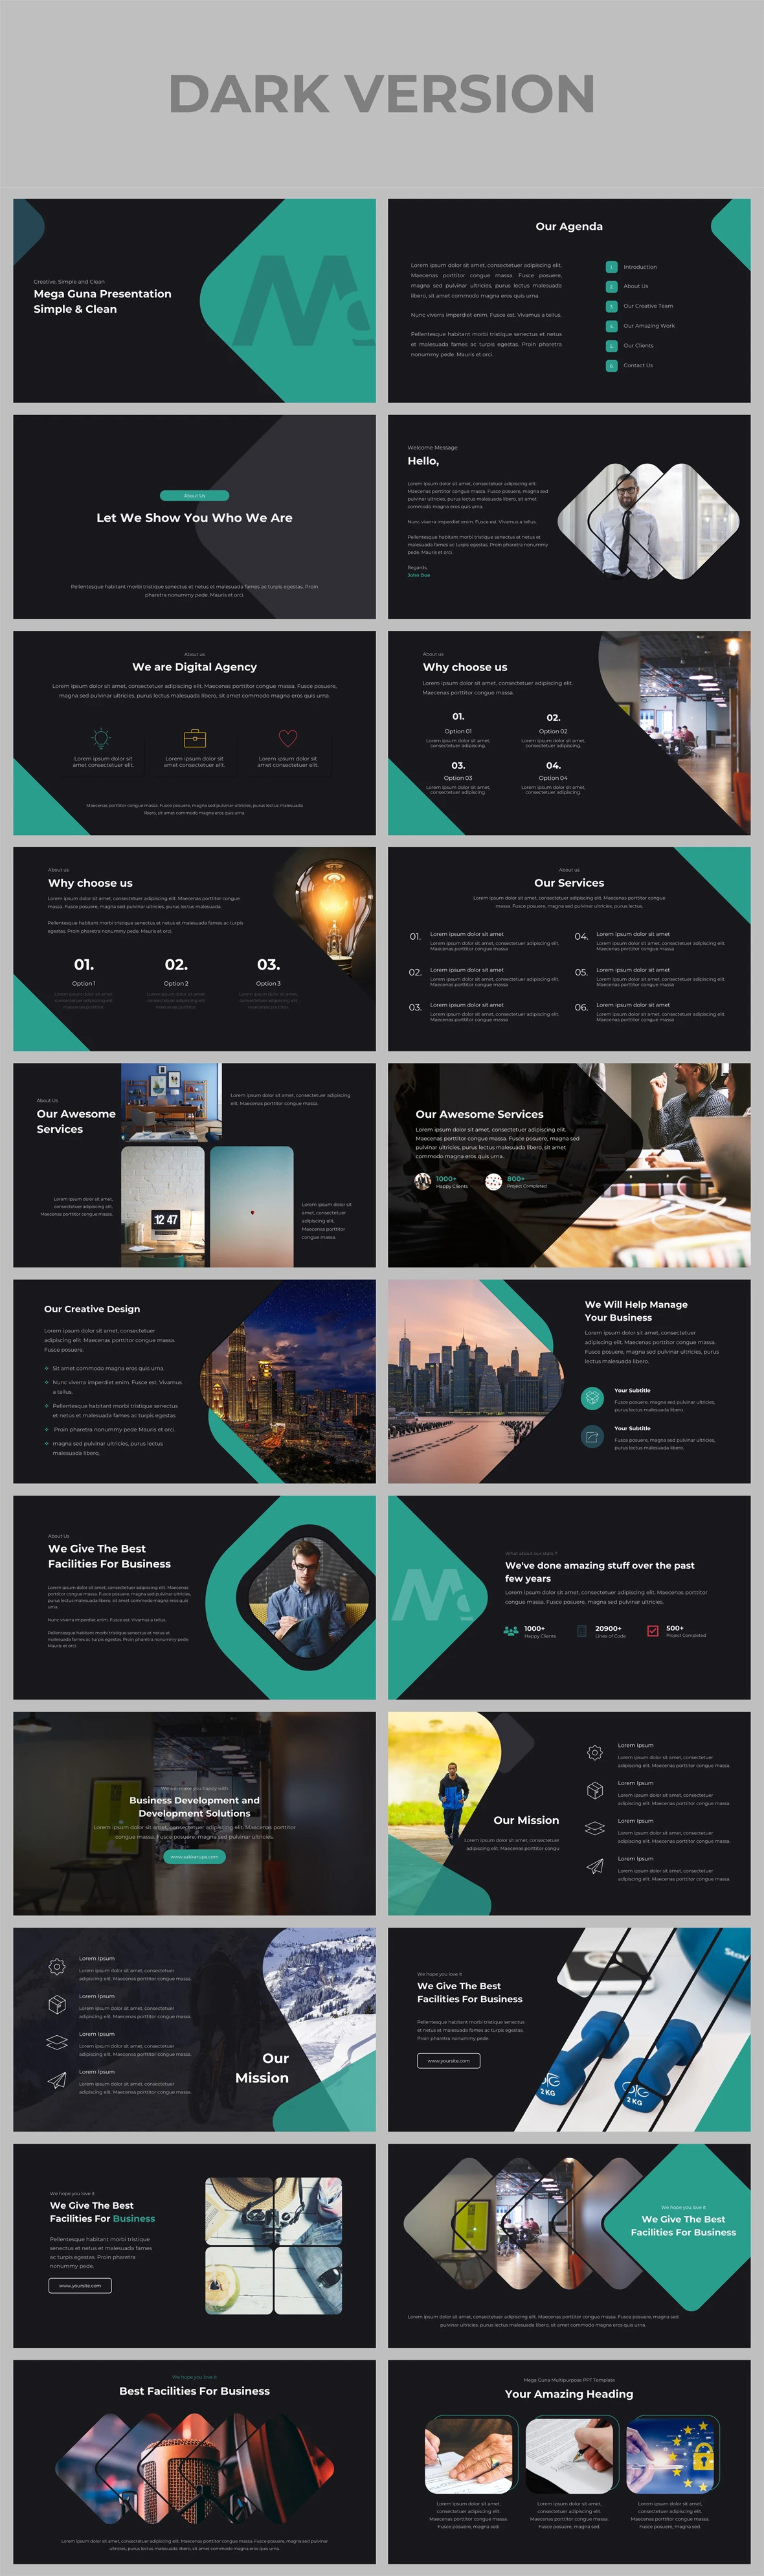 DARK VERSION
Creative, Simple and Clean
Mega Guna Presentation
Simple & Clean
Our Agenda
Lorem ipsum dolor sit amet, consectetuer adipiscing elit.
Maecenas porttitor congue massa. Fusce posuere,
magna sed pulvinar ultricies, purus lectus malesuada
libero, sit amet commodo magna eros.
Nunc viverra imperdiet enim. Fusce est. Vivamus a tellus.
Pellentesque habitant morbi tristique senectus et netus
et malesuada fames ac turpis egestas. Proin pharetra
nonummy pede. Mauris et orci.
1. Introduction
2. About Us
3. Our Creative Team
4. Our Amazing Work
5. Our Clients
6. Contact Us
About Us
Let We Show You Who We Are
Pellentesque habitant morbi tristique senectus et netus et malesuada fames ac turpis egestas. Proin
pharetra nonummy pede. Mauris et orci.
Welcome Message
Hello,
Lorem ipsum dolor sit amet, consectetuer adipiscing elit.
Maecenas porttitor congue massa. Fusce posuere, magna sed
pulvinar ultricies, purus lectus malesuada libero, sit amet
commodo magna eros quis urna.
Nunc viverra imperdiet enim. Fusce est. Vivamus a tellus.
Pellentesque habitant morbi tristique senectus et netus et
malesuada fames ac turpis egestas. Proin pharetra nonummy
pede. Mauris et orci.
Regards,
John Doe
About us
We are Digital Agency
Lorem ipsum dolor sit amet, consectetuer adipiscing elit. Maecenas porttitor congue massa. Fusce posuere,
magna sed pulvinar ultricies, purus lectus malesuada libero, sit amet commodo magna eros quis urna.
Lorem ipsum dolor sit
amet consectetuer elit.
Lorem ipsum dolor sit
amet consectetuer elit.
Lorem ipsum dolor sit
amet consectetuer elit.
Maecenas porttitor congue massa. Fusce posuere, magna sed pulvinar ultricies, purus lectus malesuada
libero, sit amet commodo magna eros quis urna.
About us
Why choose us
Lorem ipsum dolor sit amet, consectetuer adipiscing elit.
Maecenas porttitor congue massa.
01. 02.
Option 01 Option 02
Lorem ipsum dolor sit amet, Lorem ipsum dolor sit amet,
consectetuer adipiscing. consectetuer adipiscing.
03. 04.
Option 03 Option 04
Lorem ipsum dolor sit amet, Lorem ipsum dolor sit amet,
consectetuer adipiscing. consectetuer adipiscing.
About us
Why choose us
Lorem ipsum dolor sit amet, consectetuer adipiscing elit. Maecenas porttitor congue
massa. Fusce posuere, magna sed pulvinar ultricies, purus lectus malesuada.
Pellentesque habitant morbi tristique senectus et netus et malesuada fames ac turpis
egestas. Proin pharetra nonummy pede. Mauris et orci.
01. 02. 03.
Option 1 Option 2 Option 3
About us
Our Services
Lorem ipsum dolor sit amet, consectetuer adipiscing elit. Maecenas porttitor congue
massa. Fusce posuere, magna sed pulvinar ultricies, purus lectus.
01. Lorem ipsum dolor sit amet
Lorem ipsum dolor sit amet, consectetuer adipiscing elit.
Maecenas porttitor congue massa
02. Lorem ipsum dolor sit amet
Lorem ipsum dolor sit amet, consectetuer adipiscing elit.
Maecenas porttitor congue massa
03. Lorem ipsum dolor sit amet
Lorem ipsum dolor sit amet, consectetuer adipiscing elit.
Maecenas porttitor congue massa
04. Lorem ipsum dolor sit amet
Lorem ipsum dolor sit amet, consectetuer adipiscing elit.
Maecenas porttitor congue massa
05. Lorem ipsum dolor sit amet
Lorem ipsum dolor sit amet, consectetuer adipiscing elit.
Maecenas porttitor congue massa
06. Lorem ipsum dolor sit amet
Lorem ipsum dolor sit amet, consectetuer adipiscing elit.
Maecenas porttitor congue massa
About Us
Our Awesome
Services
Lorem ipsum dolor sit amet, consectetuer adipiscing
elit. Maecenas porttitor congue massa.
Lorem ipsum dolor sit amet,
consectetuer adipiscing elit.
Maecenas porttitor congue massa.
12 47
Lorem ipsum dolor sit
amet, consectetuer
adipiscing elit.
Maecenas porttitor
congue massa.
Our Awesome Services
Lorem ipsum dolor sit amet, consectetuer adipiscing elit.
Maecenas porttitor congue massa. Fusce posuere, magna sed
pulvinar ultricies, purus lectus malesuada libero, sit amet
commodo magna eros quis urna.
1000+ 800+
Happy Clients Project Completed
Our Creative Design
Lorem ipsum dolor sit amet, consectetuer
adipiscing elit. Maecenas porttitor congue massa.
Fusce posuere.
Sit amet commodo magna eros quis urna.
Nunc viverra imperdiet enim. Fusce est. Vivamus
a tellus.
Pellentesque habitant morbi tristique senectus
et netus et malesuada fames ac turpis egestas
Proin pharetra nonummy pede Mauris et orci.
magna sed pulvinar ultricies, purus lectus
malesuada libero,
We Will Help Manage
Your Business
Lorem ipsum dolor sit amet, consectetuer
adipiscing elit. Maecenas porttitor congue massa.
Fusce posuere, magna sed pulvinar ultricies, purus
lectus malesuada libero.
Your Subtitle
Fusce posuere, magna sed pulvinar ultricies,
purus lectus malesuada libero.
Your Subtitle
Fusce posuere, magna sed pulvinar ultricies,
purus lectus malesuada libero.
About Us
We Give The Best
Facilities For Business
Lorem ipsum dolor sit amet, consectetuer adipiscing elit. Maecenas
porttitor congue massa. Fusce posuere, magna sed pulvinar ultricies,
purus lectus malesuada libero, sit amet commodo magna eros quis
urna.
Nunc viverra imperdiet enim. Fusce est. Vivamus a tellus.
Pellentesque habitant morbi tristique senectus et netus et
malesuada fames ac turpis egestas. Proin pharetra nonummy pede.
Mauris et orci.
What about our stats ?
We've done amazing stuff over the past
few years
Lorem ipsum dolor sit amet, consectetuer adipiscing elit. Maecenas porttitor
congue massa. Fusce posuere, magna sed pulvinar ultricies, purus.
1000+ 20900+ 500+
Happy Clients Lines of Code Project Completed
We will make you happy with
Business Development and
Development Solutions
Lorem ipsum dolor sit amet, consectetuer adipiscing elit. Maecenas porttitor
congue massa. Fusce posuere, magna sed pulvinar ultricies.
Our Mission
Lorem ipsum dolor sit amet, consectetuer
adipiscing elit. Maecenas porttitor congu
Lorem Ipsum
Lorem ipsum dolor sit amet, consectetuer
adipiscing elit. Maecenas porttitor congue massa.
Lorem Ipsum
Lorem ipsum dolor sit amet, consectetuer
adipiscing elit. Maecenas porttitor congue massa.
Lorem Ipsum
Lorem ipsum dolor sit amet, consectetuer
adipiscing elit. Maecenas porttitor congue massa.
Lorem Ipsum
Lorem ipsum dolor sit amet, consectetuer
adipiscing elit. Maecenas porttitor congue massa.
Lorem Ipsum
Lorem ipsum dolor sit amet, consectetuer
adipiscing elit. Maecenas porttitor congue massa.
Lorem Ipsum
Lorem ipsum dolor sit amet, consectetuer
adipiscing elit. Maecenas porttitor congue massa.
Lorem Ipsum
Lorem ipsum dolor sit amet, consectetuer
adipiscing elit. Maecenas porttitor congue massa.
Lorem Ipsum
Lorem ipsum dolor sit amet, consectetuer
adipiscing elit. Maecenas porttitor congue massa.
Our
Mission
We hope you love it
We Give The Best
Facilities For Business
Pellentesque habitant morbi tristique senectus
et netus et malesuada fames ac turpis egestas.
Proin pharetra nonummy pede.
www.yoursite.com
Stay
2 KG
2 KG
We hope you love it
We Give The Best
Facilities For Business
Pellentesque habitant morbi tristique
senectus et netus et malesuada fames
ac turpis egestas. Proin pharetra
nonummy pede.
www.yoursite.com
We hope you love it
We Give The Best
Facilities For Business
Lorem ipsum dolor sit amet, consectetuer adipiscing elit. Maecenas porttitor congue massa. Fusce posuere, magna sed
pulvinar ultricies, purus lectus malesuada libero, sit amet commodo magna eros quis urna.
We hope you love it
Best Facilities For Business
Lorem ipsum dolor sit amet, consectetuer adipiscing elit. Maecenas porttitor congue massa. Fusce posuere, magna sed pulvinar
ultricies, purus lectus malesuada libero, sit amet commodo magna eros quis urna.
Mega Guna Multipurpose PPT Template
Your Amazing Heading
Lorem ipsum dolor sit amet,
consectetuer adipiscing elit.
Maecenas porttitor congue massa.
Fusce posuere, magna sed.
Lorem ipsum dolor sit amet,
consectetuer adipiscing elit.
Maecenas porttitor congue massa.
Fusce posuere, magna sed.
Lorem ipsum dolor sit amet,
consectetuer adipiscing elit.
Maecenas porttitor congue massa.
Fusce posuere, magna sed.